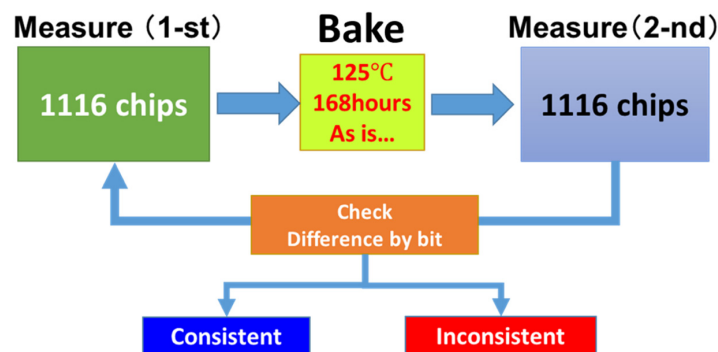 Measure（1-st）
Bake
Measure（2-nd）
1116 chips
125℃
168hours
As is...
1116 chips
Check
Difference by bit
Consistent
Inconsistent